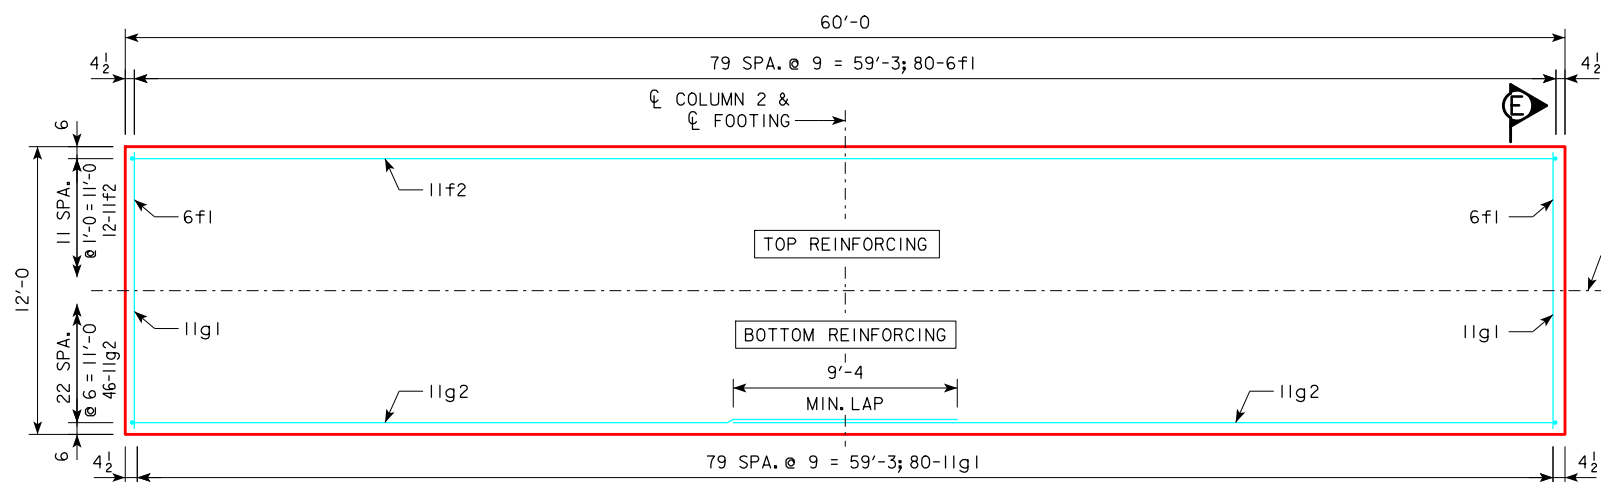 60'-0
4½
79 SPA. @ 9 = 59'-3; 80-6f1
4½
℄ COLUMN 2 &
℄ FOOTING
E
6
11 SPA.
@ 1'-0 = 11'-0
12-11f2
11f2
6f1
6f1
TOP REINFORCING
12'-0
11g1
BOTTOM REINFORCING
11g1
22 SPA.
@ 6 = 11'-0
46-11g2
9'-4
MIN. LAP
11g2
11g2
6
4½
79 SPA. @ 9 = 59'-3; 80-11g1
4½